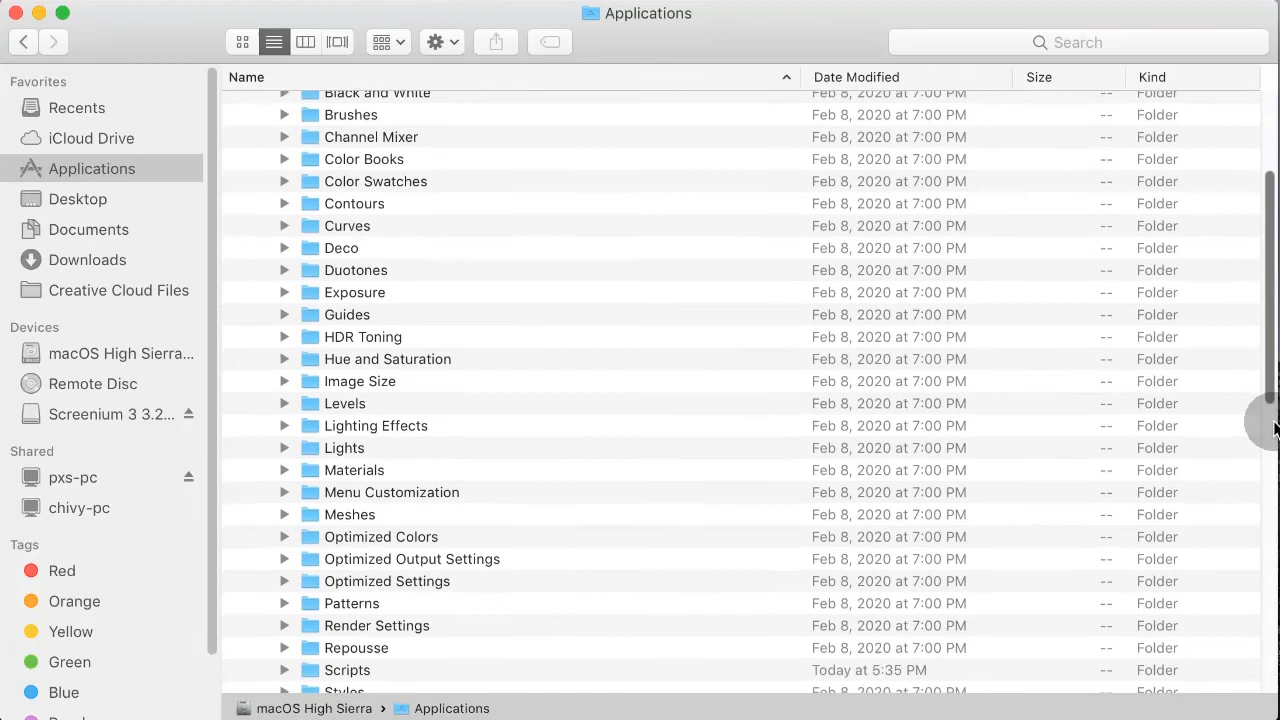 Applications
Search
Favorites
Recents
iCloud Drive
Applications
Desktop
Documents
Downloads
Creative Cloud Files
Devices
macOS High Sierra...
Remote Disc
Screenium 3 3.2...
Shared
pxs-pc
chivy-pc
Tags
Red
Orange
Yellow
Green
Blue
Name Date Modified Size Kind
Black and White Feb 8, 2020 at 7:00 PM -- Folder
Brushes Feb 8, 2020 at 7:00 PM -- Folder
Channel Mixer Feb 8, 2020 at 7:00 PM -- Folder
Color Books Feb 8, 2020 at 7:00 PM -- Folder
Color Swatches Feb 8, 2020 at 7:00 PM -- Folder
Contours Feb 8, 2020 at 7:00 PM -- Folder
Curves Feb 8, 2020 at 7:00 PM -- Folder
Deco Feb 8, 2020 at 7:00 PM -- Folder
Duotones Feb 8, 2020 at 7:00 PM -- Folder
Exposure Feb 8, 2020 at 7:00 PM -- Folder
Guides Feb 8, 2020 at 7:00 PM -- Folder
HDR Toning Feb 8, 2020 at 7:00 PM -- Folder
Hue and Saturation Feb 8, 2020 at 7:00 PM -- Folder
Image Size Feb 8, 2020 at 7:00 PM -- Folder
Levels Feb 8, 2020 at 7:00 PM -- Folder
Lighting Effects Feb 8, 2020 at 7:00 PM -- Folder
Lights Feb 8, 2020 at 7:00 PM -- Folder
Materials Feb 8, 2020 at 7:00 PM -- Folder
Menu Customization Feb 8, 2020 at 7:00 PM -- Folder
Meshes Feb 8, 2020 at 7:00 PM -- Folder
Optimized Colors Feb 8, 2020 at 7:00 PM -- Folder
Optimized Output Settings Feb 8, 2020 at 7:00 PM -- Folder
Optimized Settings Feb 8, 2020 at 7:00 PM -- Folder
Patterns Feb 8, 2020 at 7:00 PM -- Folder
Render Settings Feb 8, 2020 at 7:00 PM -- Folder
Repousse Feb 8, 2020 at 7:00 PM -- Folder
Scripts Today at 5:35 PM -- Folder
Styles Feb 8, 2020 at 7:00 PM -- Folder
macOS High Sierra › Applications